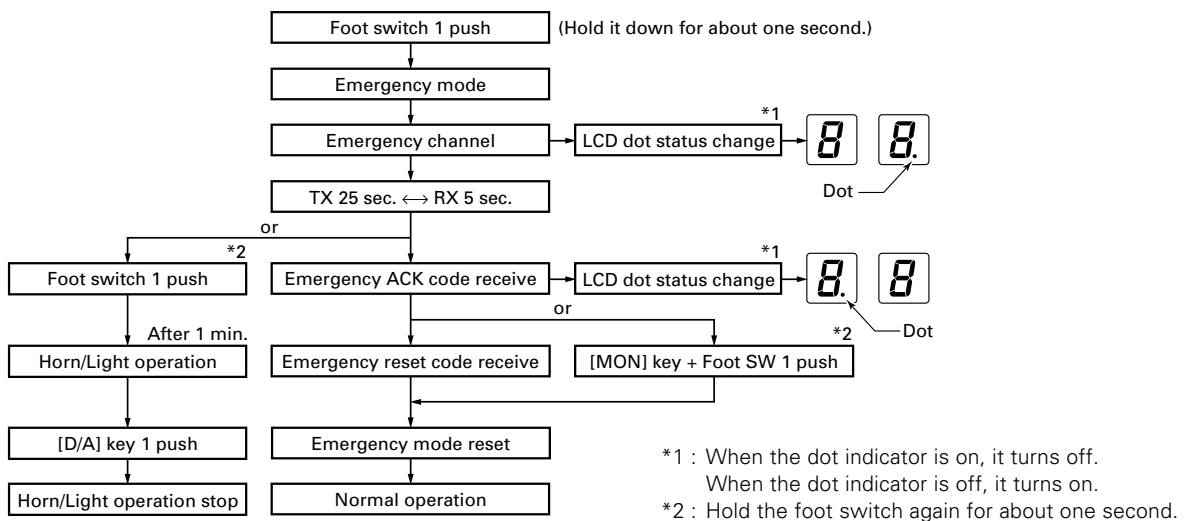 Foot switch 1 push (Hold it down for about one second.)
Emergency mode
*1
Emergency channel LCD dot status change 8 8.
Dot
TX 25 sec. ↔ RX 5 sec.
or
*2 *1
Foot switch 1 push Emergency ACK code receive LCD dot status change 8. 8
or
After 1 min. *2 Dot
Horn/Light operation Emergency reset code receive [MON] key + Foot SW 1 push
[D/A] key 1 push Emergency mode reset
Horn/Light operation stop Normal operation
*1 : When the dot indicator is on, it turns off.
When the dot indicator is off, it turns on.
*2 : Hold the foot switch again for about one second.